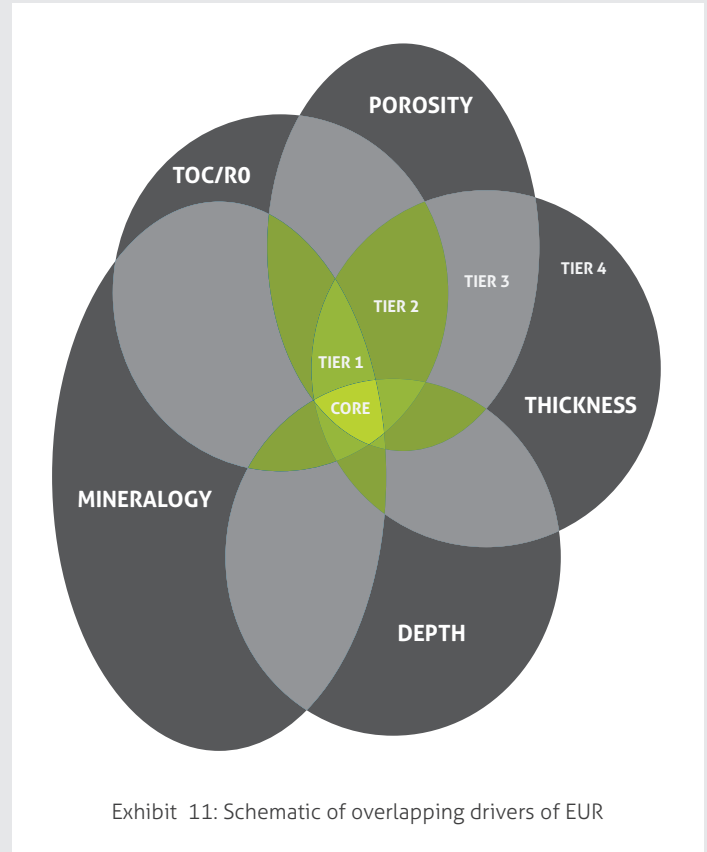 POROSITY
TOC/R0
TIER 4
TIER 3
TIER 2
TIER 1
THICKNESS
CORE
MINERALOGY
DEPTH
Exhibit 11: Schematic of overlapping drivers of EUR